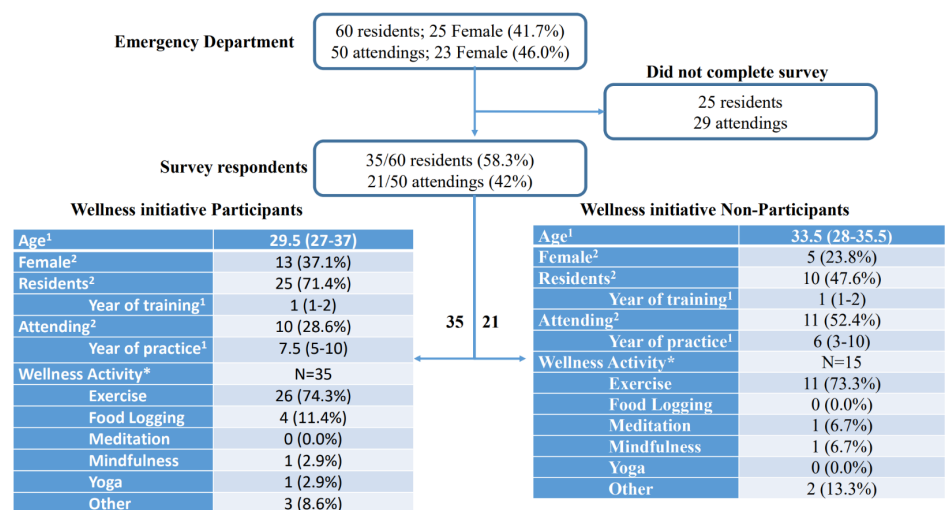 Emergency Department
60 residents; 25 Female (41.7%)
50 attendings; 23 Female (46.0%)
Did not complete survey
25 residents
29 attendings
Survey respondents
35/60 residents (58.3%)
21/50 attendings (42%)
Wellness initiative Participants
Age¹ 29.5 (27-37)
Female² 13 (37.1%)
Residents² 25 (71.4%)
Year of training¹ 1 (1-2)
Attending² 10 (28.6%)
Year of practice¹ 7.5 (5-10)
Wellness Activity* N=35
Exercise 26 (74.3%)
Food Logging 4 (11.4%)
Meditation 0 (0.0%)
Mindfulness 1 (2.9%)
Yoga 1 (2.9%)
Other 3 (8.6%)
35 21
Wellness initiative Non-Participants
Age¹ 33.5 (28-35.5)
Female² 5 (23.8%)
Residents² 10 (47.6%)
Year of training¹ 1 (1-2)
Attending² 11 (52.4%)
Year of practice¹ 6 (3-10)
Wellness Activity* N=15
Exercise 11 (73.3%)
Food Logging 0 (0.0%)
Meditation 1 (6.7%)
Mindfulness 1 (6.7%)
Yoga 0 (0.0%)
Other 2 (13.3%)